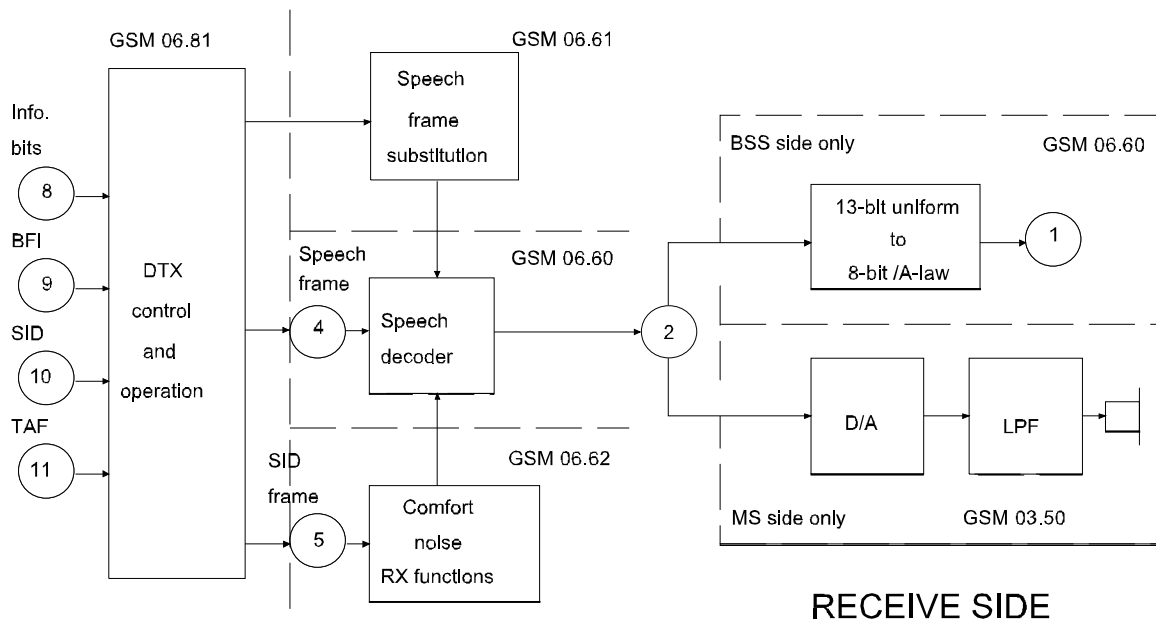 GSM 06.81
GSM 06.61
Info.
bits
8
BFI
9
SID
10
TAF
11
DTX
control
and
operation
Speech
frame
substitution
Speech
frame
GSM 06.60
4
Speech
decoder
SID
frame
GSM 06.62
5
Comfort
noise
RX functions
2
BSS side only
GSM 06.60
13-bit uniform
to
8-bit /A-law
1
D/A
LPF
MS side only
GSM 03.50
RECEIVE SIDE